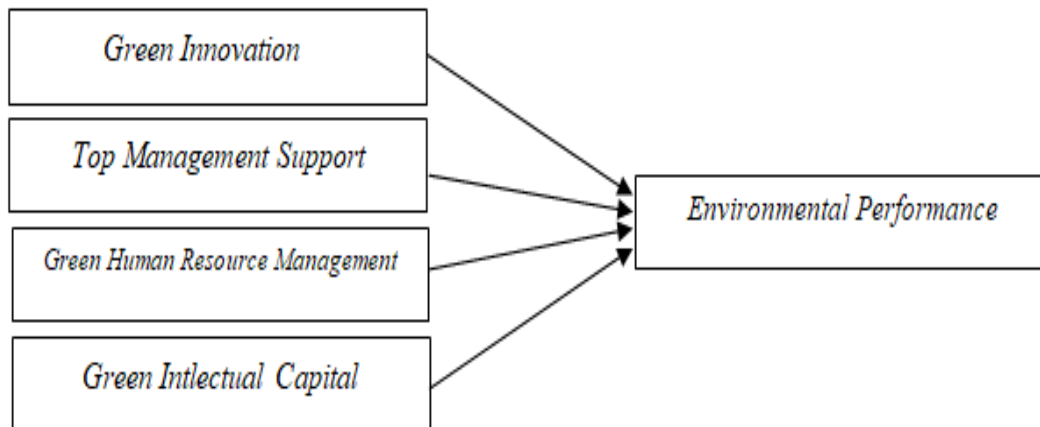 Green Innovation
Top Management Support
Environmental Performance
Green Human Resource Management
Green Intlectual Capital